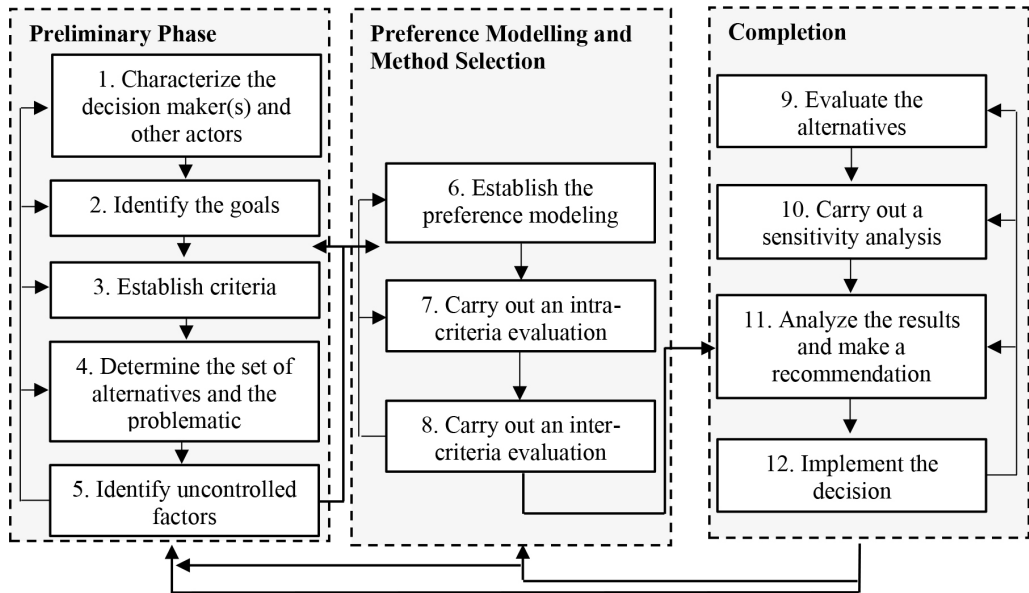 Preliminary Phase
1. Characterize the
decision maker(s) and
other actors
2. Identify the goals
3. Establish criteria
4. Determine the set of
alternatives and the
problematic
5. Identify uncontrolled
factors
Preference Modelling and
Method Selection
6. Establish the
preference modeling
7. Carry out an intra-
criteria evaluation
8. Carry out an inter-
criteria evaluation
Completion
9. Evaluate the
alternatives
10. Carry out a
sensitivity analysis
11. Analyze the results
and make a
recommendation
12. Implement the
decision